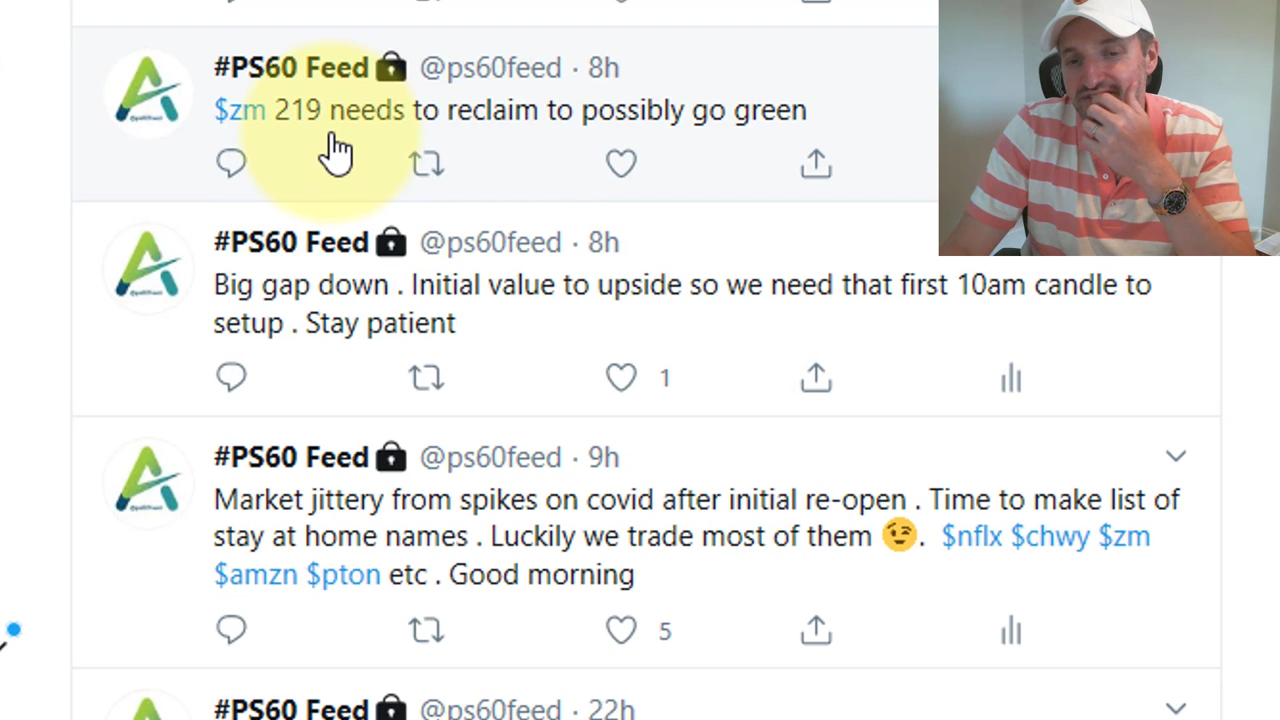 #PS60 Feed @ps60feed · 8h
$zm 219 needs to reclaim to possibly go green
#PS60 Feed @ps60feed · 8h
Big gap down . Initial value to upside so we need that first 10am candle to
setup . Stay patient
1
#PS60 Feed @ps60feed · 9h
Market jittery from spikes on covid after initial re-open . Time to make list of
stay at home names . Luckily we trade most of them 😉. $nflx $chwy $zm
$amzn $pton etc . Good morning
5
#PS60 Feed @ps60feed · 22h